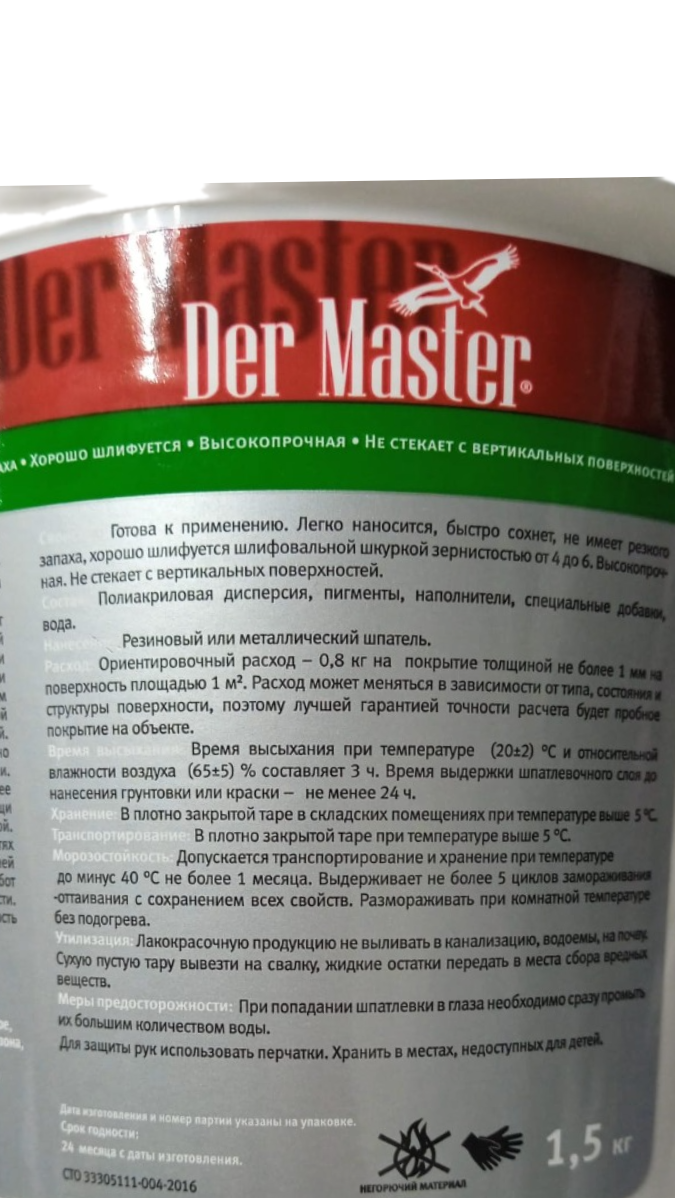 Der Master
Der Master®
АХА • ХОРОШО ШЛИФУЕТСЯ • ВЫСОКОПРОЧНАЯ • НЕ СТЕКАЕТ С ВЕРТИКАЛЬНЫХ ПОВЕРХНОСТЕЙ
Готова к применению. Легко наносится, быстро сохнет, не имеет резкого
запаха, хорошо шлифуется шлифовальной шкуркой зернистостью от 4 до 6. Высокопроч-
ная. Не стекает с вертикальных поверхностей.
Состав: Полиакриловая дисперсия, пигменты, наполнители, специальные добавки,
вода.
Нанесение: Резиновый или металлический шпатель.
Расход: Ориентировочный расход – 0,8 кг на покрытие толщиной не более 1 мм на
поверхность площадью 1 м². Расход может меняться в зависимости от типа, состояния и
структуры поверхности, поэтому лучшей гарантией точности расчета будет пробное
покрытие на объекте.
Время высыхания: Время высыхания при температуре (20±2) °С и относительной
влажности воздуха (65±5) % составляет 3 ч. Время выдержки шпатлевочного слоя до
нанесения грунтовки или краски – не менее 24 ч.
Хранение: В плотно закрытой таре в складских помещениях при температуре выше 5 °С.
Транспортирование: В плотно закрытой таре при температуре выше 5 °С.
Морозостойкость: Допускается транспортирование и хранение при температуре
до минус 40 °С не более 1 месяца. Выдерживает не более 5 циклов замораживания
-оттаивания с сохранением всех свойств. Размораживать при комнатной температуре
без подогрева.
Утилизация: Лакокрасочную продукцию не выливать в канализацию, водоемы, на почву.
Сухую пустую тару вывезти на свалку, жидкие остатки передать в места сбора вредных
веществ.
Меры предосторожности: При попадании шпатлевки в глаза необходимо сразу промыть
их большим количеством воды.
Для защиты рук использовать перчатки. Хранить в местах, недоступных для детей.
Дата изготовления и номер партии указаны на упаковке.
Срок годности:
24 месяца с даты изготовления.
СТО 33305111-004-2016
НЕГОРЮЧИЙ МАТЕРИАЛ
1,5 кг